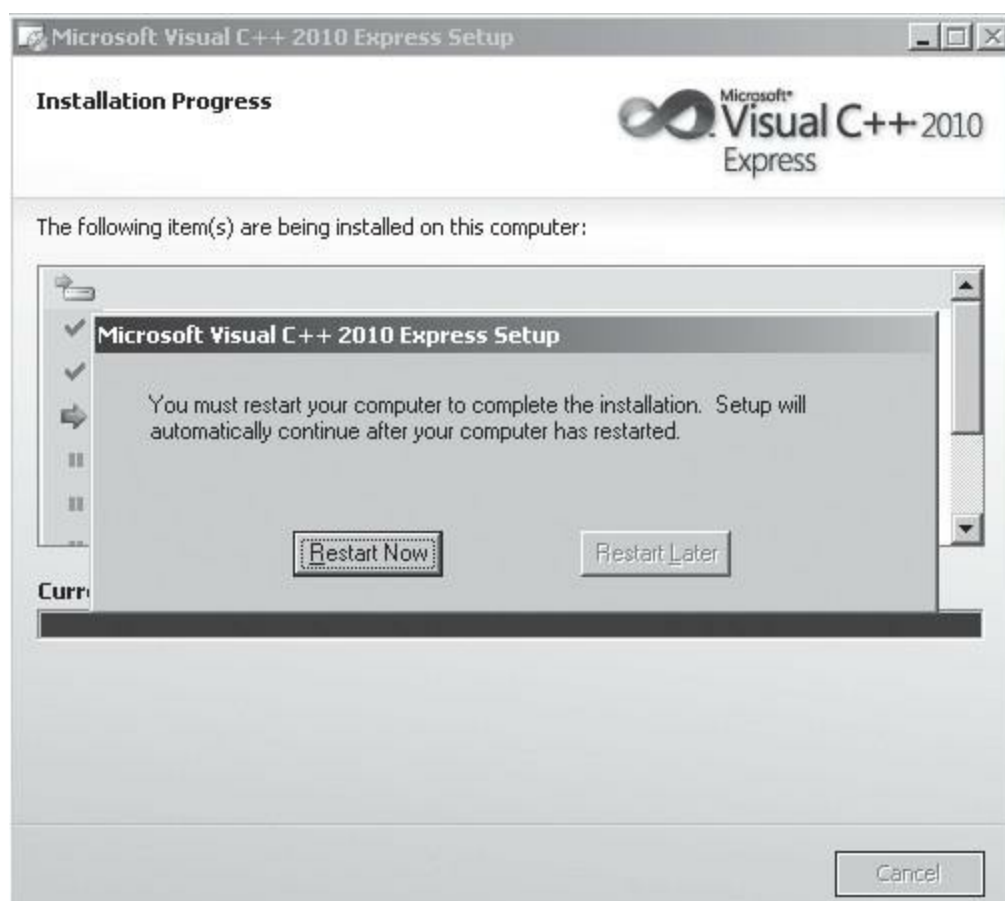 Microsoft Visual C++ 2010 Express Setup
Installation Progress
Microsoft®
Visual C++ 2010
Express
The following item(s) are being installed on this computer:
Microsoft Visual C++ 2010 Express Setup
You must restart your computer to complete the installation. Setup will
automatically continue after your computer has restarted.
Restart Now
Restart Later
Curr
Cancel